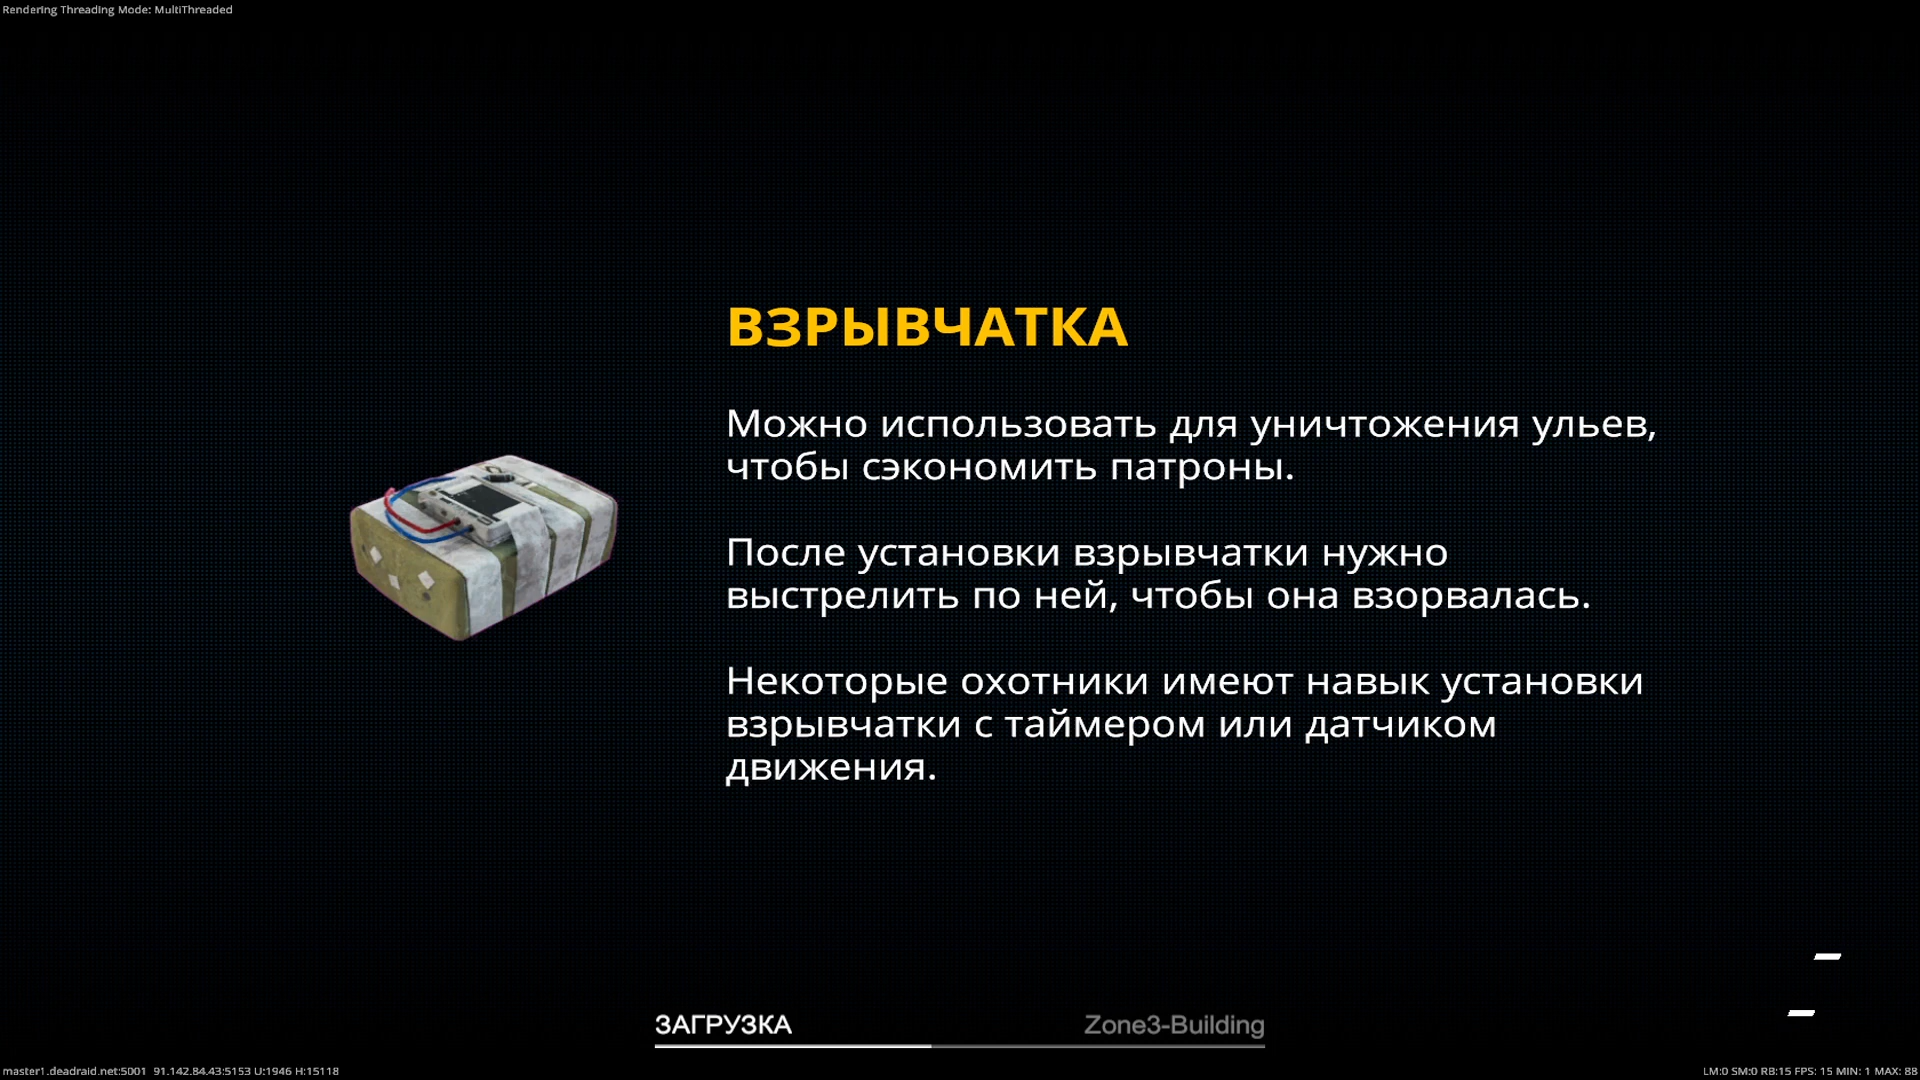 Rendering Threading Mode: MultiThreaded
ВЗРЫВЧАТКА
Можно использовать для уничтожения ульев,
чтобы сэкономить патроны.
После установки взрывчатки нужно
выстрелить по ней, чтобы она взорвалась.
Некоторые охотники имеют навык установки
взрывчатки с таймером или датчиком
движения.
ЗАГРУЗКА Zone3-Building
master1.deadraid.net:5001 91.142.84.43:5153 U:1946 H:15118
LM:0 SM:0 RB:15 FPS: 15 MIN: 1 MAX: 88